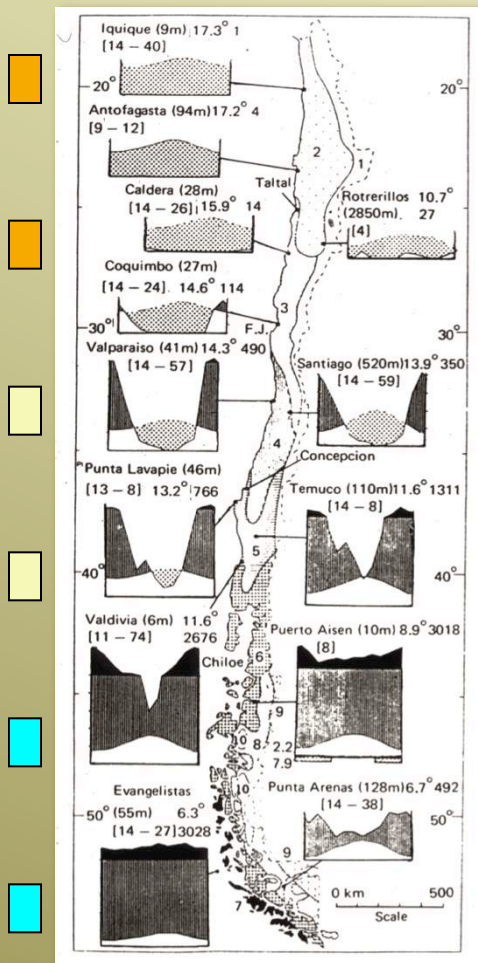 Iquique (9m) 17.3° 1
[14 – 40]
20°
20°
Antofagasta (94m) 17.2° 4
[9 – 12]
2
1
Taltal
Caldera (28m)
[14 – 26] 15.9° 14
Rotrerillos 10.7°
(2850m). 27
[4]
Coquimbo (27m)
[14 – 24]. 14.6° 114
3
F.J.
30°
30°
Valparaiso (41m) 14.3° 490
[14 – 57]
Santiago (520m) 13.9° 350
[14 – 59]
4
Concepcion
Punta Lavapie (46m)
[13 – 8] 13.2° 766
Temuco (110m) 11.6° 1311
[14 – 8]
5
40°
40°
Valdivia (6m) 11.6°
[11 – 74] 2676
Chiloe
Puerto Aisen (10m) 8.9° 3018
[8]
6
9
10
8
2.2
7.9
10
Evangelistas
50° (55m) 6.3°
[14 – 27] 3028
Punta Arenas (128m) 6.7° 492
[14 – 38]
50°
9
7
0 km 500
Scale